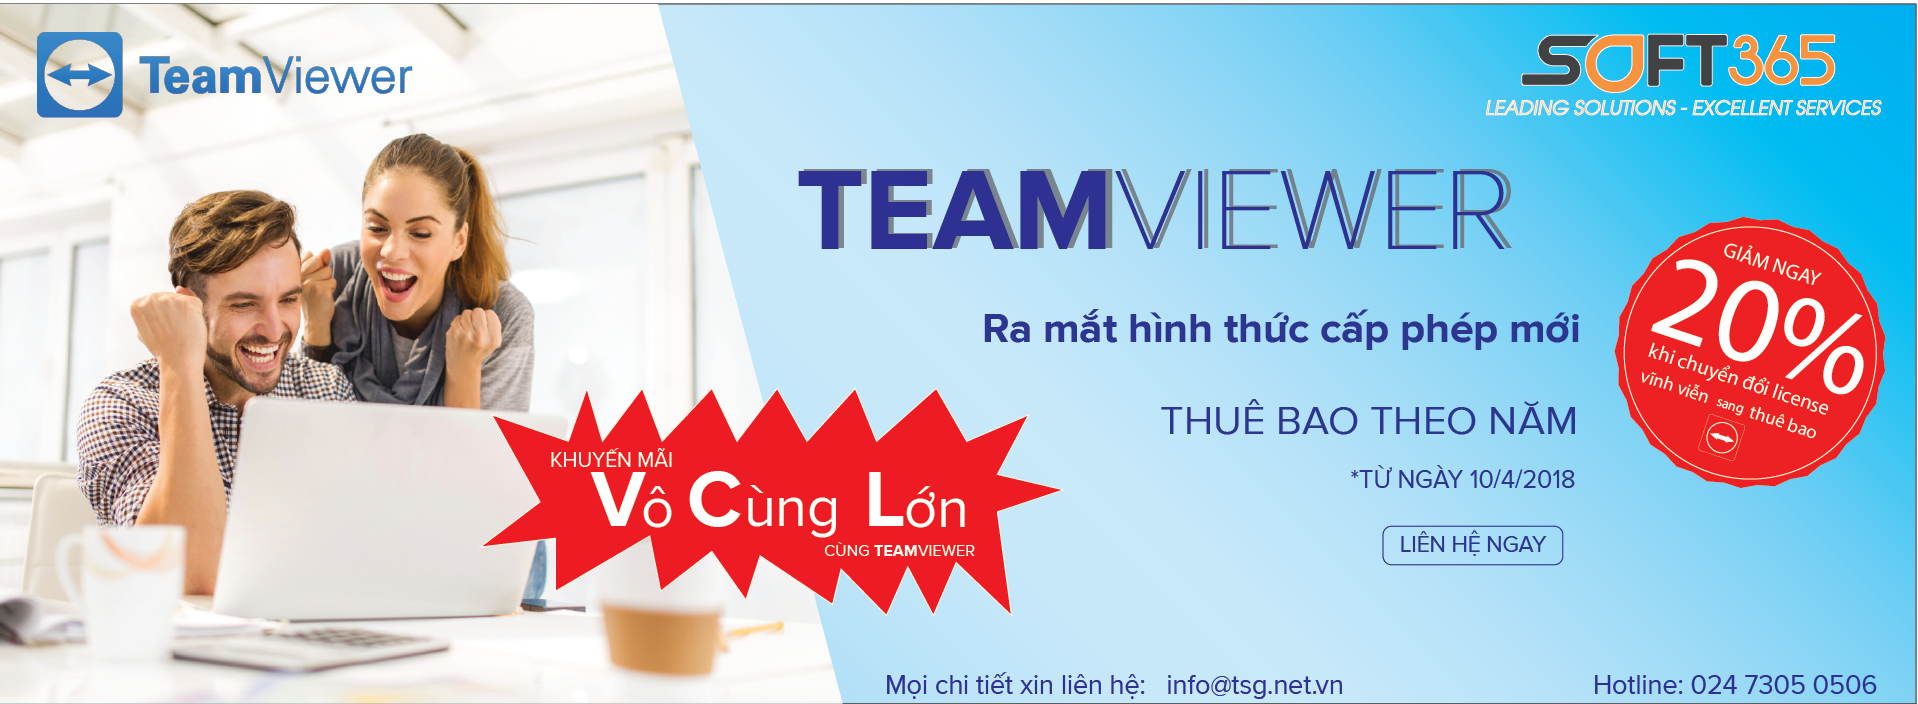 TeamViewer
SOFT365
LEADING SOLUTIONS - EXCELLENT SERVICES
TEAMVIEWER
Ra mắt hình thức cấp phép mới
THUÊ BAO THEO NĂM
*TỪ NGÀY 10/4/2018
LIÊN HỆ NGAY
GIẢM NGAY
20%
khi chuyển đổi license
vĩnh viễn sang thuê bao
KHUYẾN MÃI
Vô Cùng Lớn
CÙNG TEAMVIEWER
Mọi chi tiết xin liên hệ: info@tsg.net.vn
Hotline: 024 7305 0506